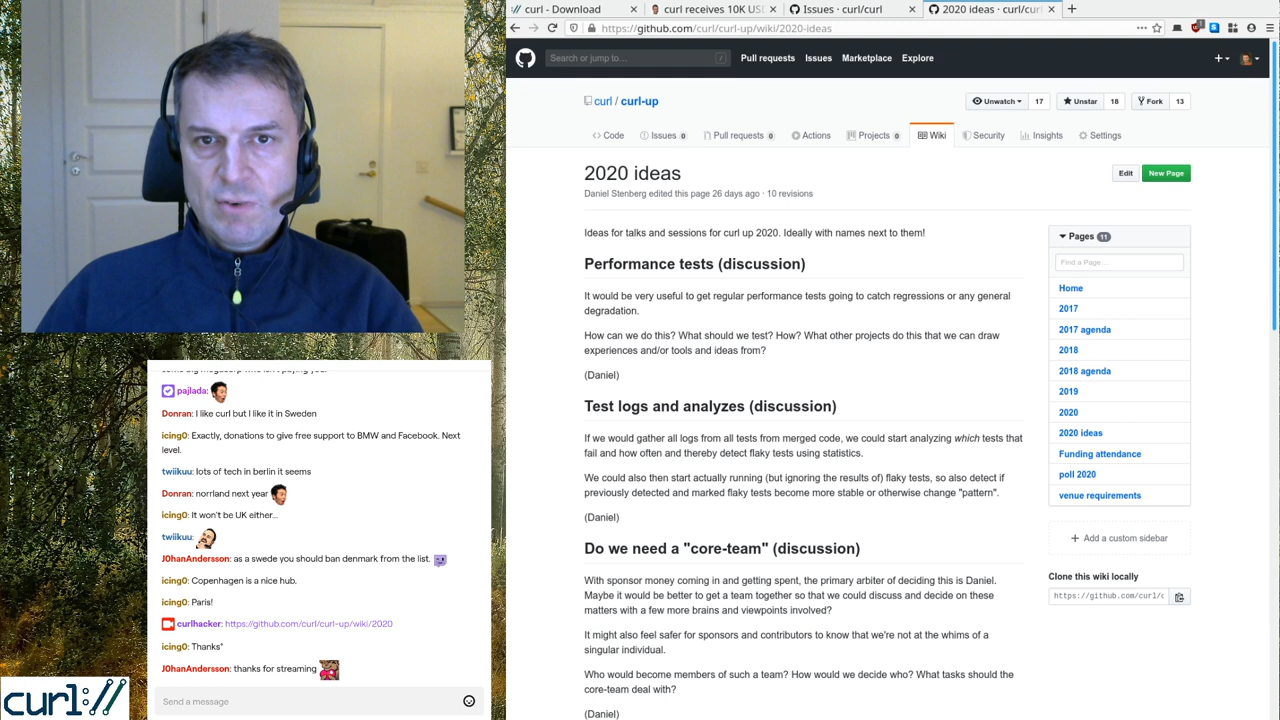 curl - Download
curl receives 10K US
Issues · curl/curl
2020 ideas · curl/cur
https://github.com/curl/curl-up/wiki/2020-ideas
Search or jump to…
/
Pull requests
Issues
Marketplace
Explore
curl / curl-up
Unwatch
17
Unstar
18
Fork
13
Code
Issues 0
Pull requests 0
Actions
Projects 0
Wiki
Security
Insights
Settings
2020 ideas
Edit
New Page
Daniel Stenberg edited this page 26 days ago · 10 revisions
Ideas for talks and sessions for curl up 2020. Ideally with names next to them!
Performance tests (discussion)
It would be very useful to get regular performance tests going to catch regressions or any general
degradation.
How can we do this? What should we test? How? What other projects do this that we can draw
experiences and/or tools and ideas from?
(Daniel)
Test logs and analyzes (discussion)
If we would gather all logs from all tests from merged code, we could start analyzing which tests that
fail and how often and thereby detect flaky tests using statistics.
We could also then start actually running (but ignoring the results of) flaky tests, so also detect if
previously detected and marked flaky tests become more stable or otherwise change "pattern".
(Daniel)
Do we need a "core-team" (discussion)
With sponsor money coming in and getting spent, the primary arbiter of deciding this is Daniel.
Maybe it would be better to get a team together so that we could discuss and decide on these
matters with a few more brains and viewpoints involved?
It might also feel safer for sponsors and contributors to know that we're not at the whims of a
singular individual.
Who would become members of such a team? How would we decide who? What tasks should the
core-team deal with?
(Daniel)
Pages 11
Find a Page…
Home
2017
2017 agenda
2018
2018 agenda
2019
2020
2020 ideas
Funding attendance
poll 2020
venue requirements
+ Add a custom sidebar
Clone this wiki locally
https://github.com/curl/c
pajlada:
Donran: I like curl but I like it in Sweden
icing0: Exactly, donations to give free support to BMW and Facebook. Next
level.
twiikuu: lots of tech in berlin it seems
Donran: norrland next year
icing0: It won't be UK either...
twiikuu:
J0hanAndersson: as a swede you should ban denmark from the list.
icing0: Copenhagen is a nice hub.
icing0: Paris!
curlhacker: https://github.com/curl/curl-up/wiki/2020
icing0: Thanks*
J0hanAndersson: thanks for streaming
Send a message
curl://